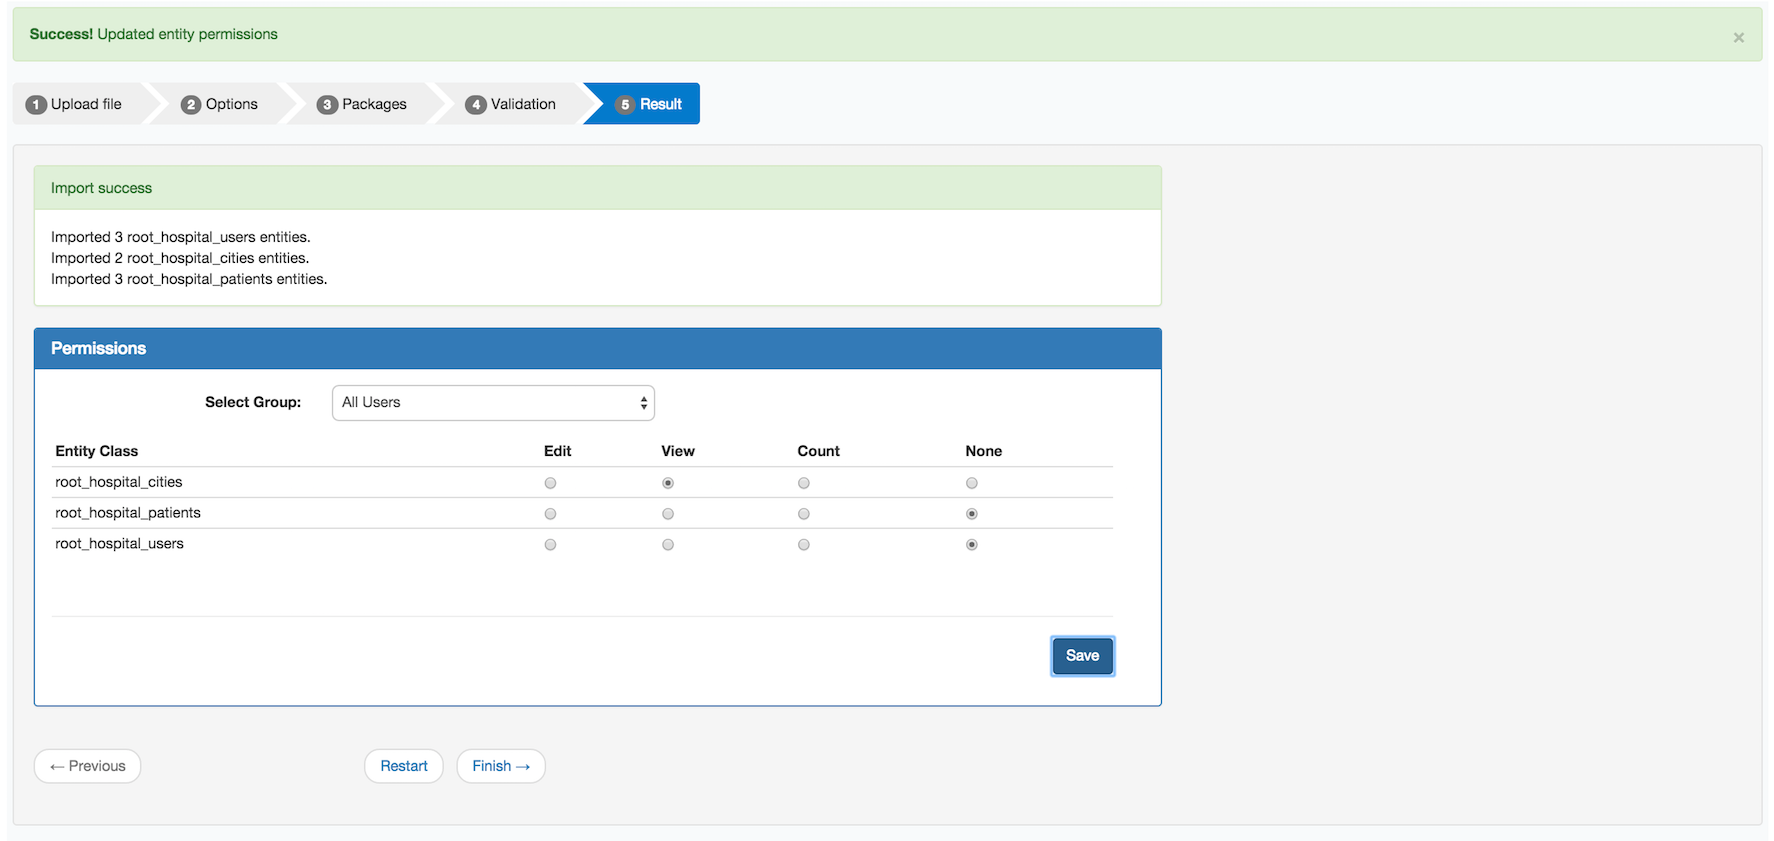 Success! Updated entity permissions
×
1 Upload file 2 Options 3 Packages 4 Validation 5 Result
Import success
Imported 3 root_hospital_users entities.
Imported 2 root_hospital_cities entities.
Imported 3 root_hospital_patients entities.
Permissions
Select Group: All Users
Entity Class Edit View Count None
root_hospital_cities
root_hospital_patients
root_hospital_users
Save
← Previous Restart Finish →